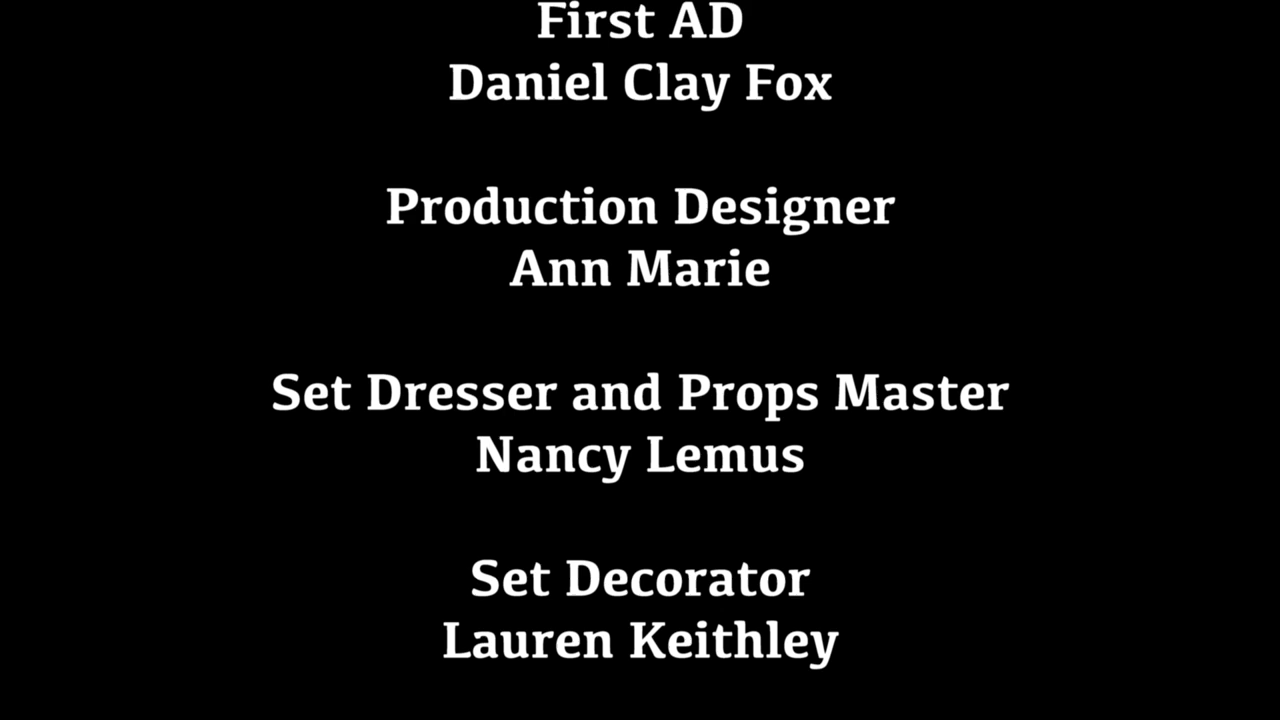 First AD
Daniel Clay Fox
Production Designer
Ann Marie
Set Dresser and Props Master
Nancy Lemus
Set Decorator
Lauren Keithley